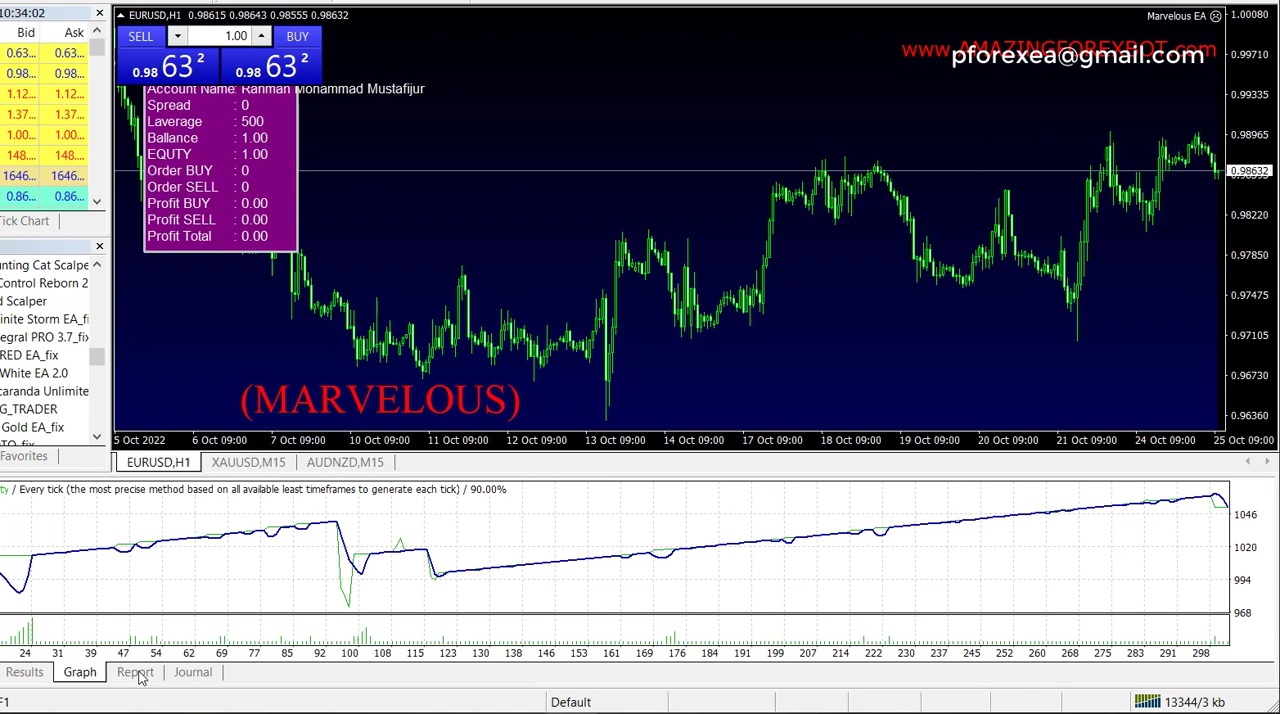 10:34:02
EURUSD,H1 0.98615 0.98643 0.98555 0.98632
Marvelous EA
1.00080
Bid Ask
SELL 1.00 BUY
0.98 63 2 0.98 63 2
www.AMAZINGFOREXBOT.com
pforexea@gmail.com
0.99710
0.99335
0.98965
0.98632
0.98220
0.97850
0.97475
0.97105
0.96730
0.96360
0.63... 0.63...
0.98... 0.98...
1.12... 1.12...
1.37... 1.37...
1.00... 1.00...
148.... 148....
1646... 1646...
0.86... 0.86...
Tick Chart
Account Name: Rahman Mohammad Mustafijur
Spread : 0
Laverage : 500
Ballance : 1.00
EQUTY : 1.00
Order BUY : 0
Order SELL : 0
Profit BUY : 0.00
Profit SELL : 0.00
Profit Total : 0.00
unting Cat Scalpe
Control Reborn 2
d Scalper
inite Storm EA_fi
egral PRO 3.7_fix
RED EA_fix
White EA 2.0
caranda Unlimite
G_TRADER
Gold EA_fix
Favorites
(MARVELOUS)
5 Oct 2022 6 Oct 09:00 7 Oct 09:00 10 Oct 09:00 11 Oct 09:00 12 Oct 09:00 13 Oct 09:00 14 Oct 09:00 17 Oct 09:00 18 Oct 09:00 19 Oct 09:00 20 Oct 09:00 21 Oct 09:00 24 Oct 09:00 25 Oct 09:00
EURUSD,H1 XAUUSD,M15 AUDNZD,M15
ty / Every tick (the most precise method based on all available least timeframes to generate each tick) / 90.00%
1046
1020
994
968
24 31 39 47 54 62 69 77 85 92 100 108 115 123 130 138 146 153 161 169 176 184 191 199 207 214 222 229 237 245 252 260 268 275 283 291 298
Results Graph Report Journal
F1 Default 13344/3 kb